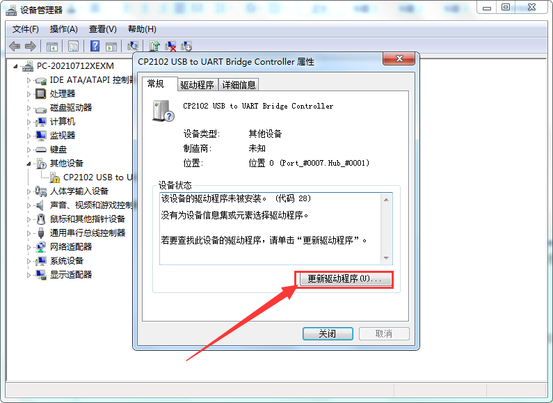 设备管理器
文件(F) 操作(A) 查看(V) 帮助(H)
PC-20210712XEXM
IDE ATA/ATAPI 控制器
处理器
磁盘驱动器
计算机
监视器
键盘
其他设备
CP2102 USB to U
人体学输入设备
声音、视频和游戏控制器
鼠标和其他指针设备
通用串行总线控制器
网络适配器
系统设备
显示适配器
CP2102 USB to UART Bridge Controller 属性
常规 驱动程序 详细信息
CP2102 USB to UART Bridge Controller
设备类型: 其他设备
制造商: 未知
位置: 位置 0 (Port_#0007.Hub_#0001)
设备状态
该设备的驱动程序未被安装。 (代码 28)
没有为设备信息集或元素选择驱动程序。
若要查找此设备的驱动程序，请单击“更新驱动程序”。
更新驱动程序(U)...
关闭 取消